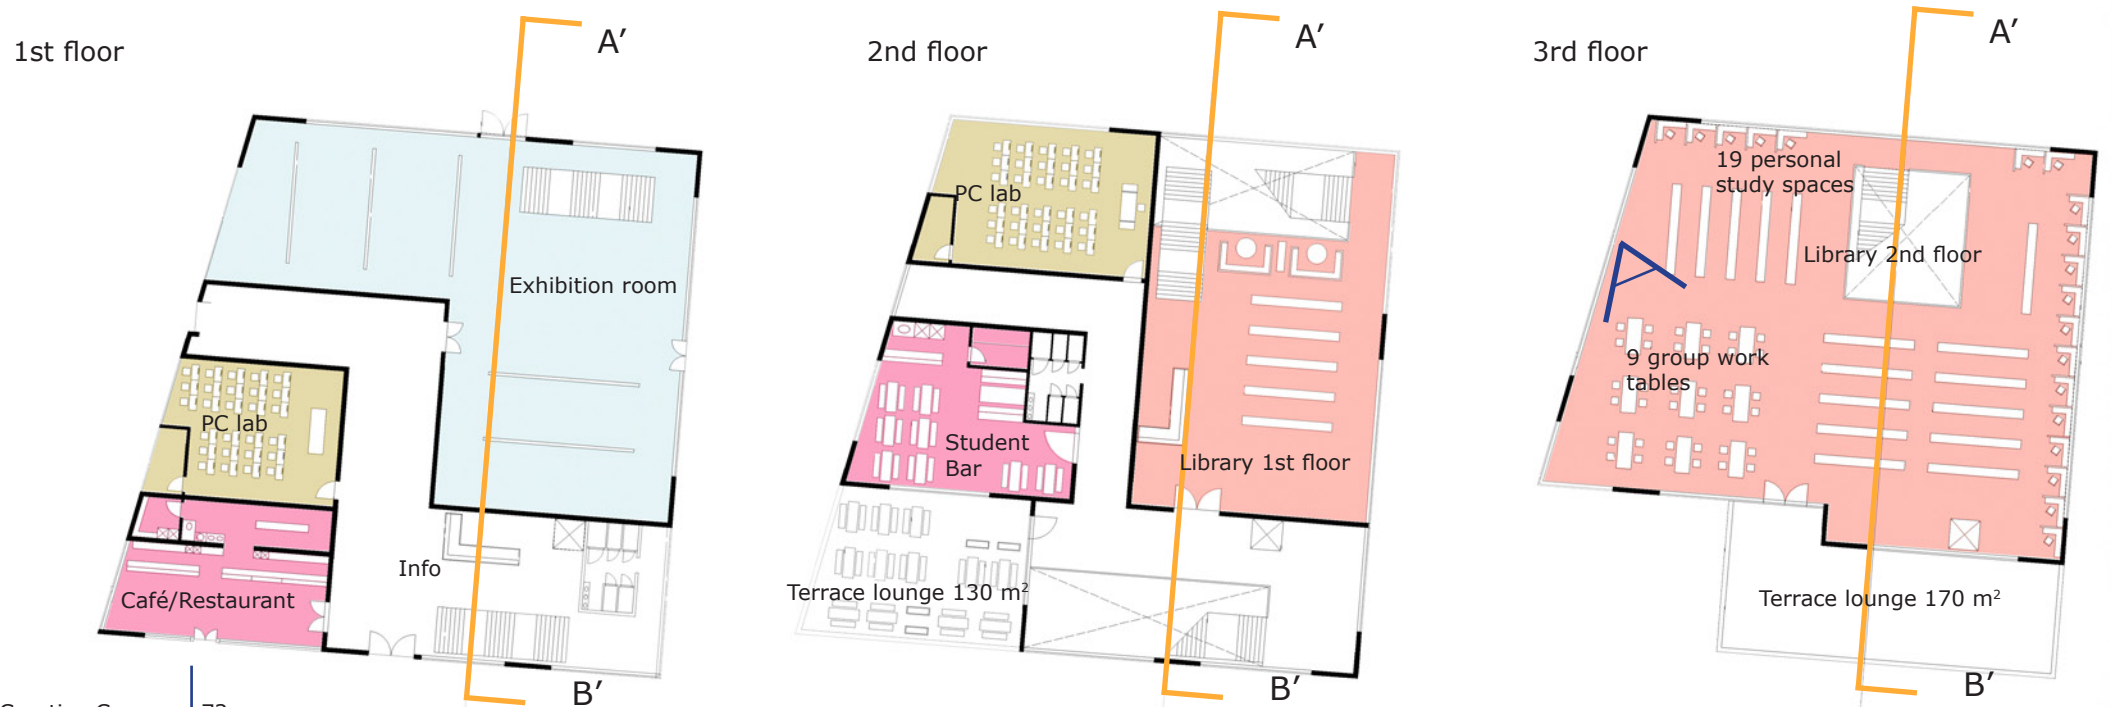 1st floor
A′
Exhibition room
PC lab
Info
Café/Restaurant
B′
2nd floor
A′
PC lab
Student
Bar
Library 1st floor
Terrace lounge 130 m²
B′
3rd floor
A′
19 personal
study spaces
Library 2nd floor
9 group work
tables
Terrace lounge 170 m²
B′